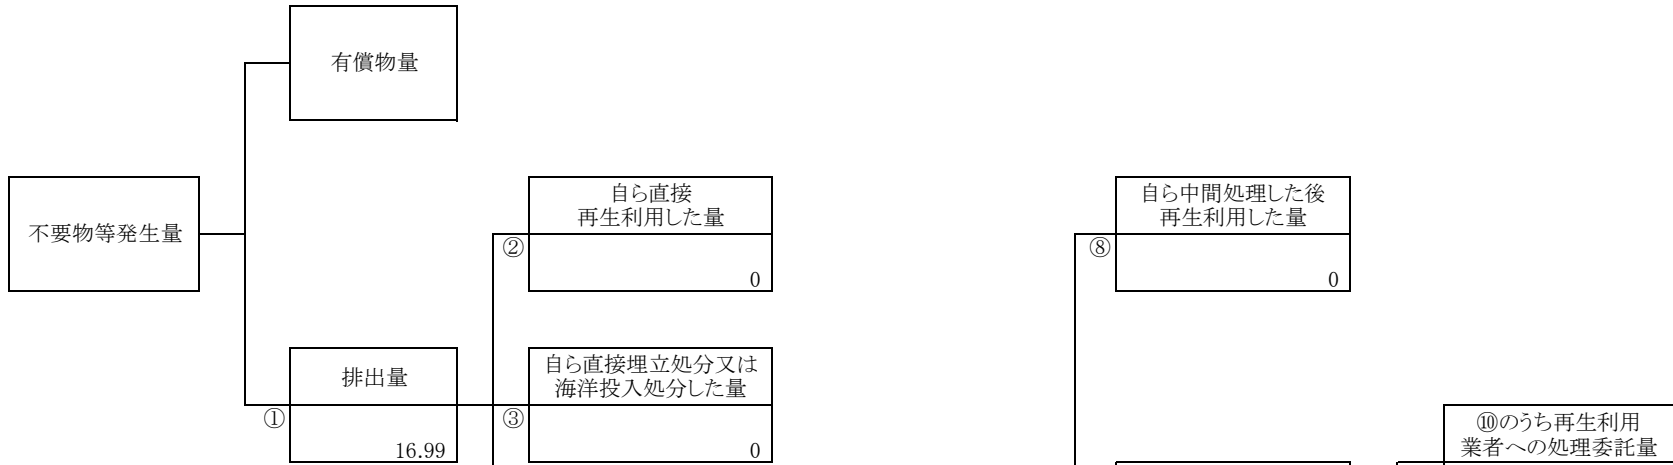 有償物量
不要物等発生量
自ら直接
再生利用した量
②
0
自ら中間処理した後
再生利用した量
⑧
0
排出量
①
16.99
自ら直接埋立処分又は
海洋投入処分した量
③
0
⑩のうち再生利用
業者への処理委託量